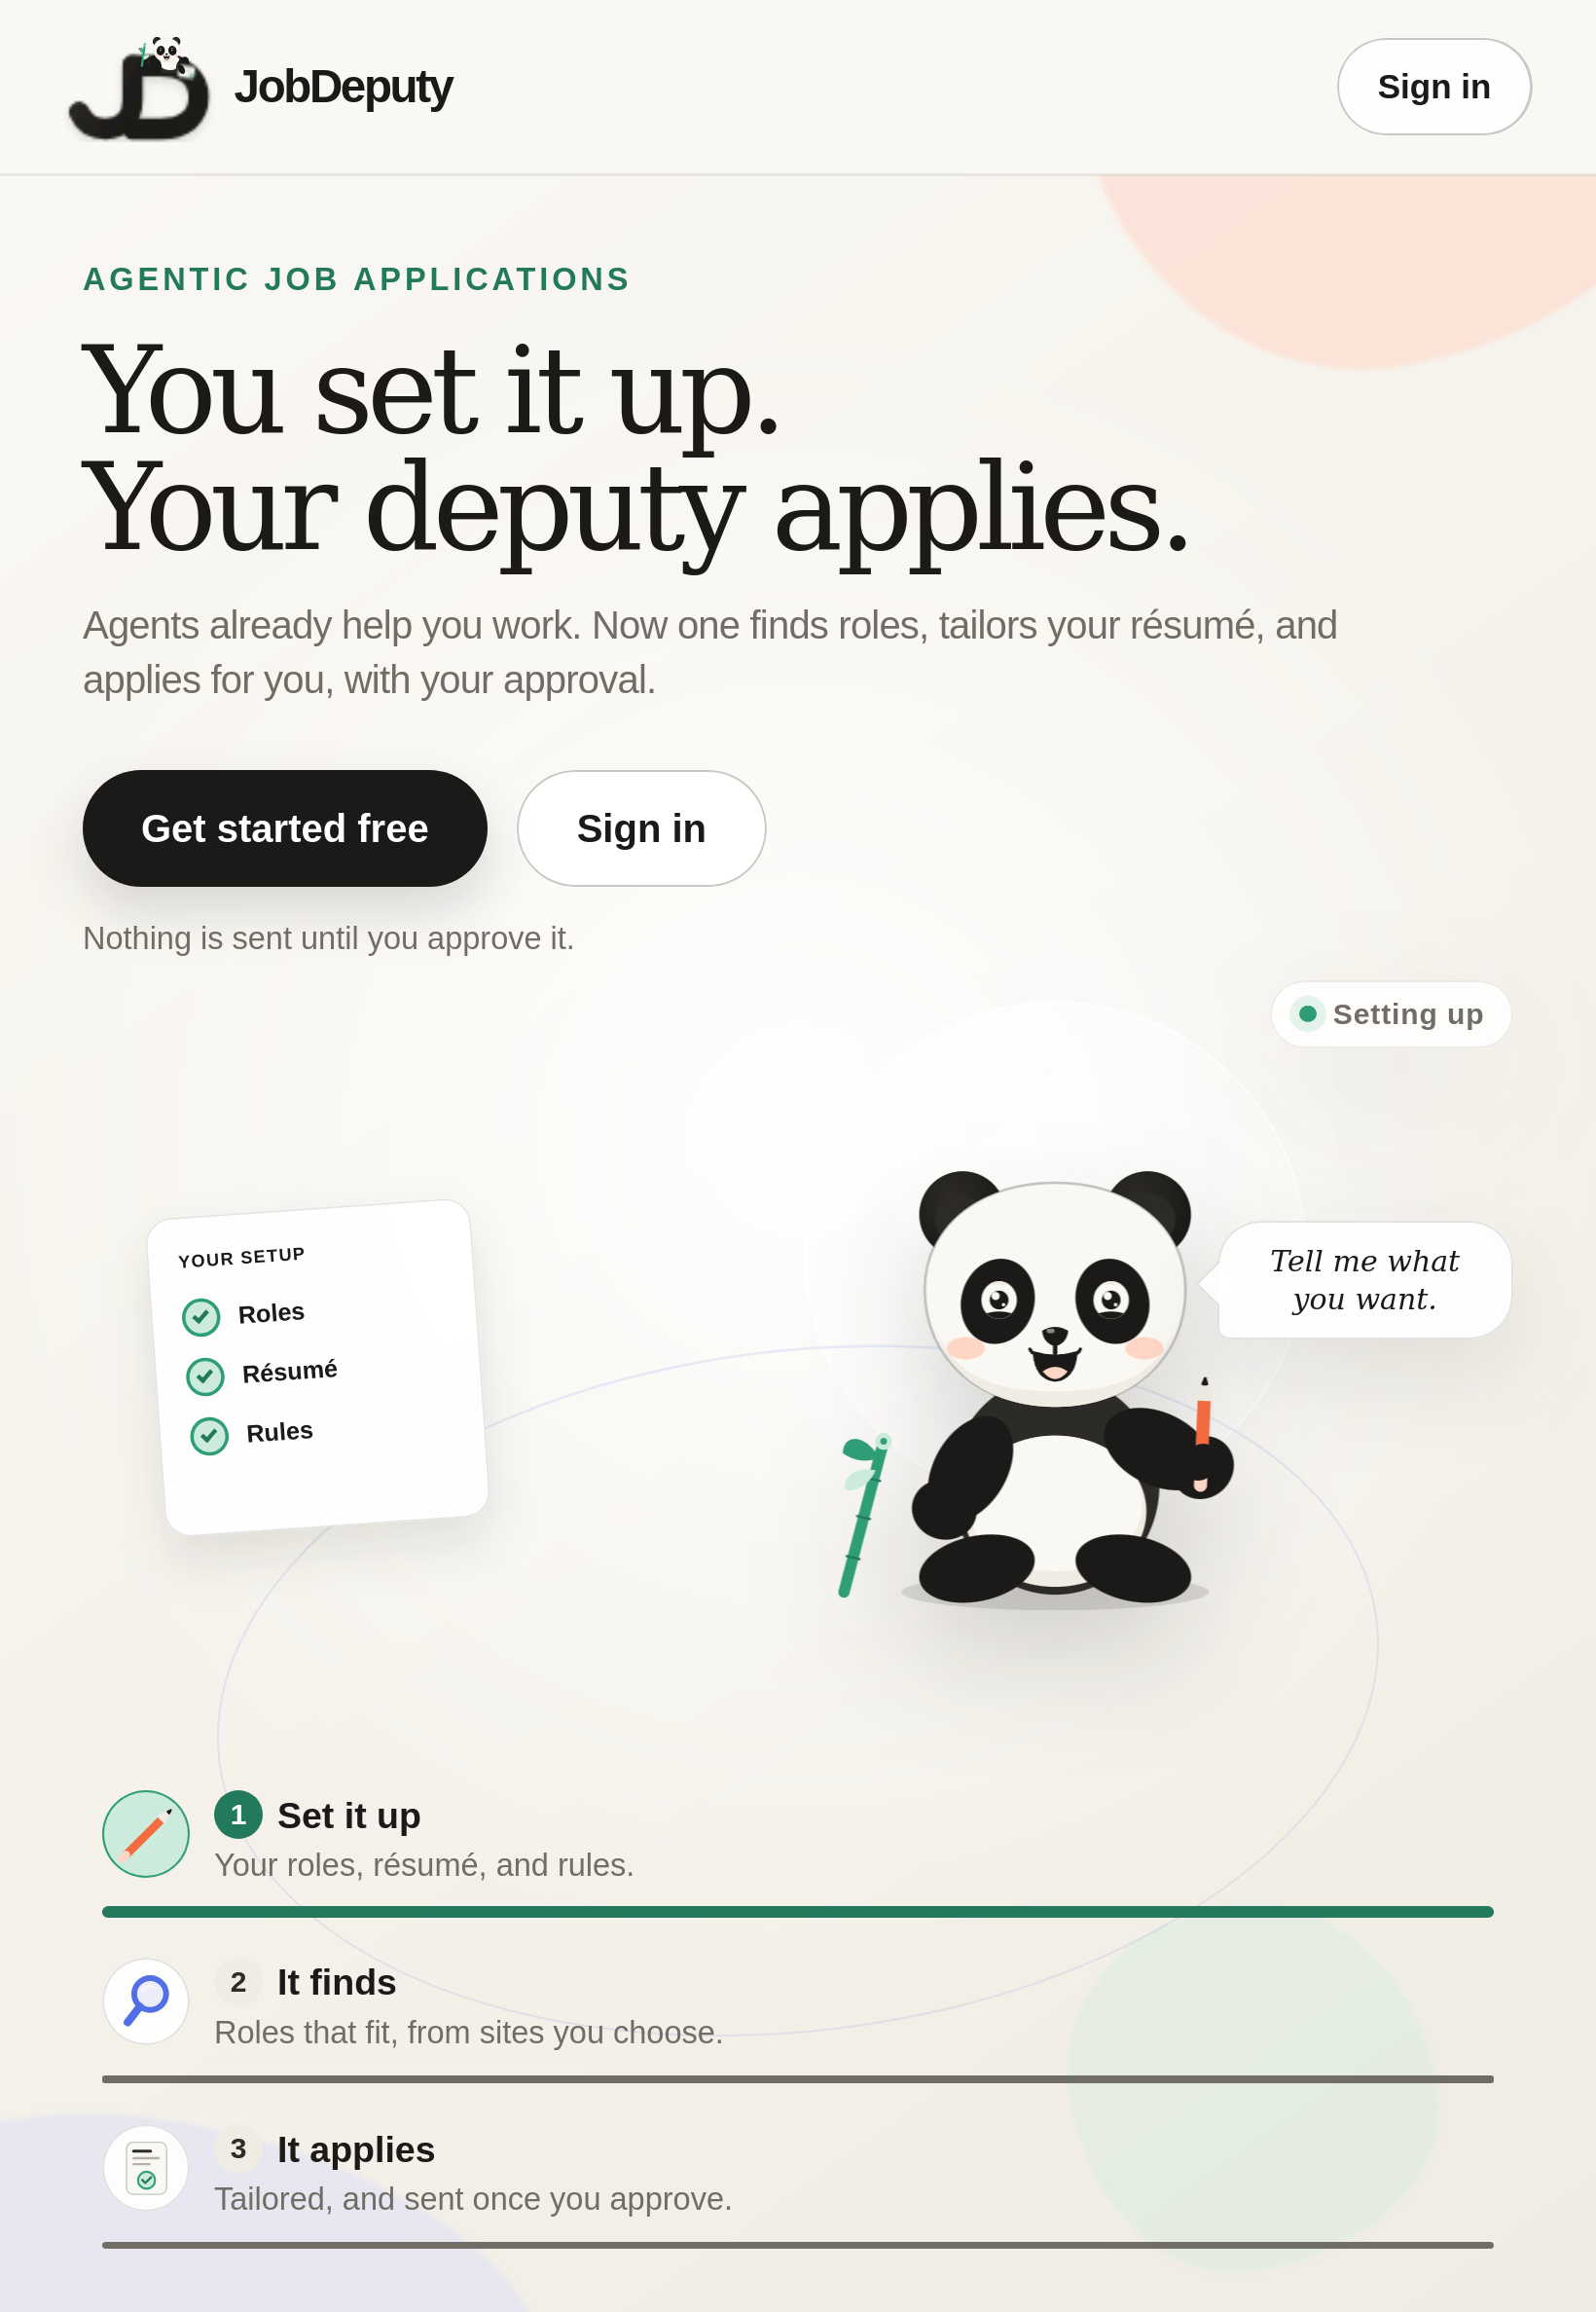 JD JobDeputy
Sign in
AGENTIC JOB APPLICATIONS
You set it up.
Your deputy applies.
Agents already help you work. Now one finds roles, tailors your résumé, and
applies for you, with your approval.
Get started free
Sign in
Nothing is sent until you approve it.
Setting up
YOUR SETUP
Roles
Résumé
Rules
Tell me what
you want.
1 Set it up
Your roles, résumé, and rules.
2 It finds
Roles that fit, from sites you choose.
3 It applies
Tailored, and sent once you approve.